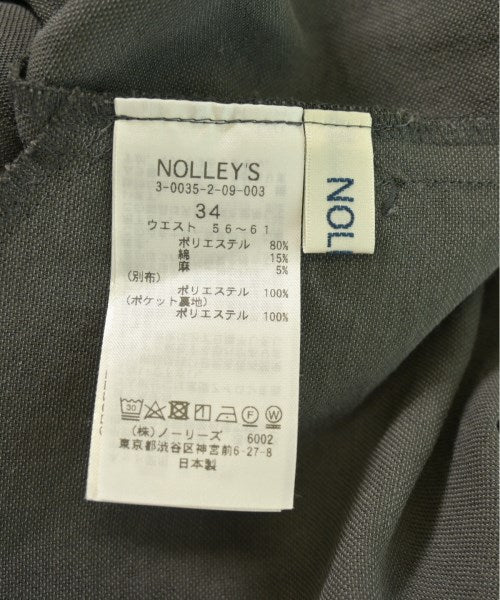 NOLLEY'S
3-0035-2-09-003
34
ウエスト 56～61
ポリエステル 80%
綿 15%
麻 5%
(別布)
ポリエステル 100%
(ポケット裏地)
ポリエステル 100%
30
F W
(株)ノーリーズ 6002
東京都渋谷区神宮前6-27-8
日本製
NOL